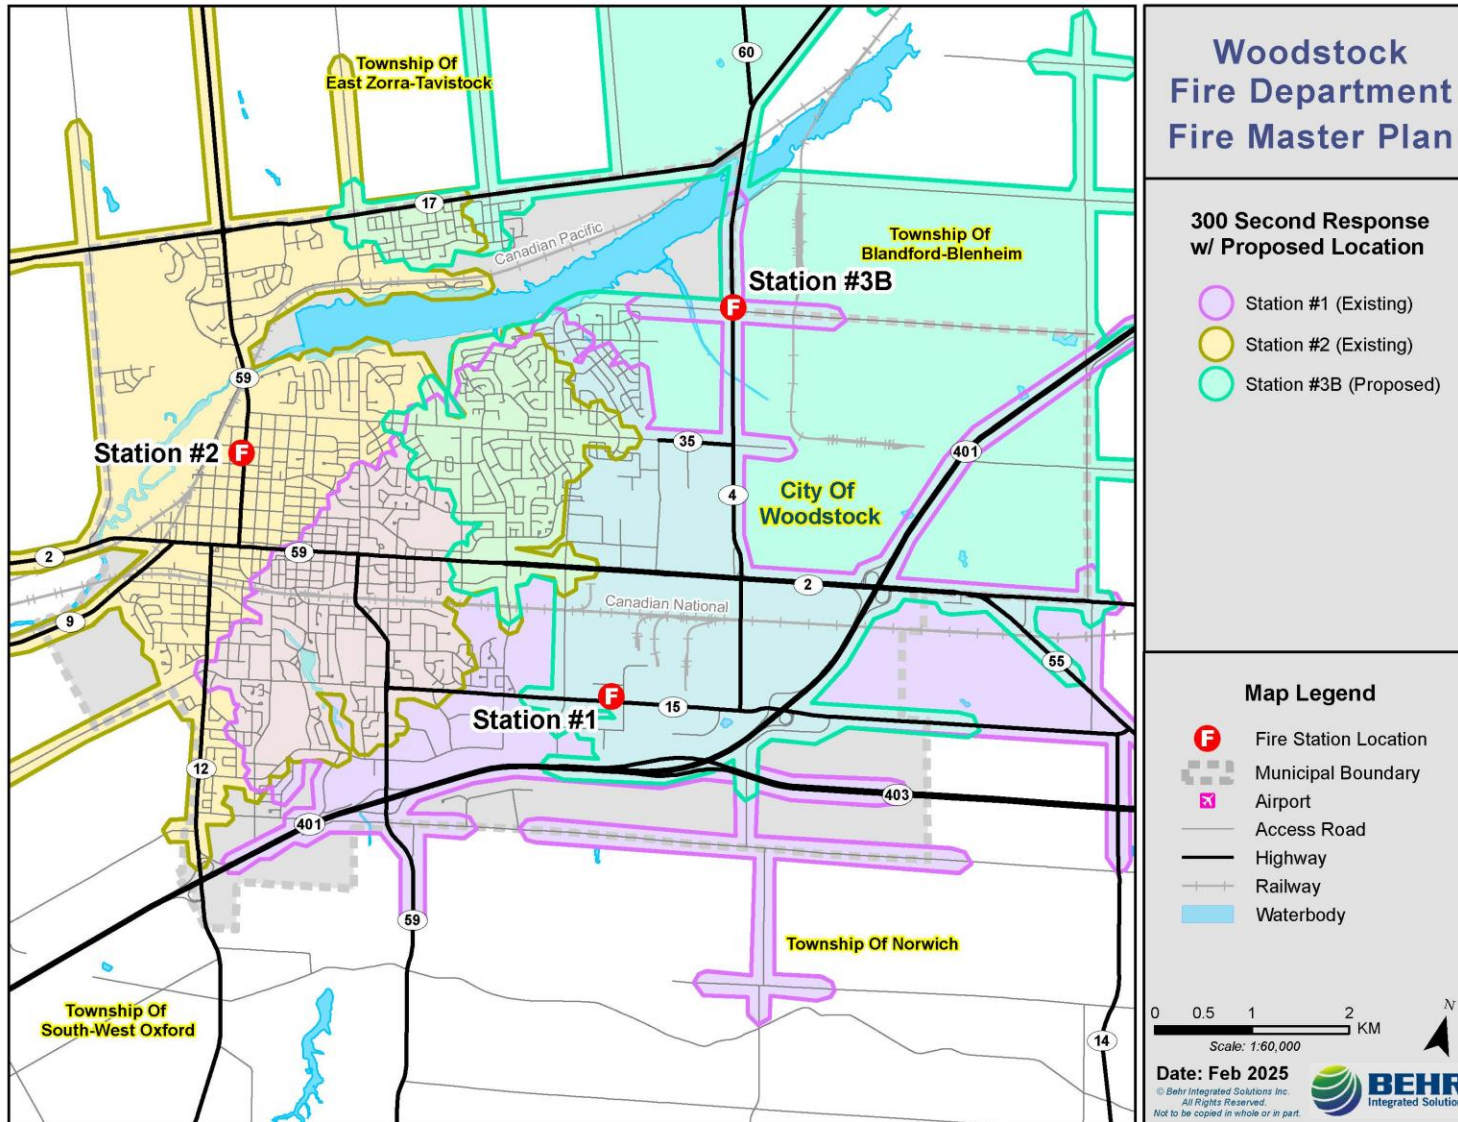 Woodstock
Fire Department
Fire Master Plan
300 Second Response
w/ Proposed Location
Station #1 (Existing)
Station #2 (Existing)
Station #3B (Proposed)
Map Legend
F Fire Station Location
Municipal Boundary
Airport
Access Road
Highway
Railway
Waterbody
0 0.5 1 2
KM
Scale: 1:60,000
N
Date: Feb 2025
© Behr Integrated Solutions Inc.
All Rights Reserved.
Not to be copied in whole or in part.
BEHR
Integrated Solution
Township Of
East Zorra-Tavistock
60
17
Canadian Pacific
Township Of
Blandford-Blenheim
Station #3B
F
59
Station #2 F
35
401
4
City Of
Woodstock
2
59
2
Canadian National
9
55
F
Station #1
15
12
403
401
59
Township Of Norwich
Township Of
South-West Oxford
14